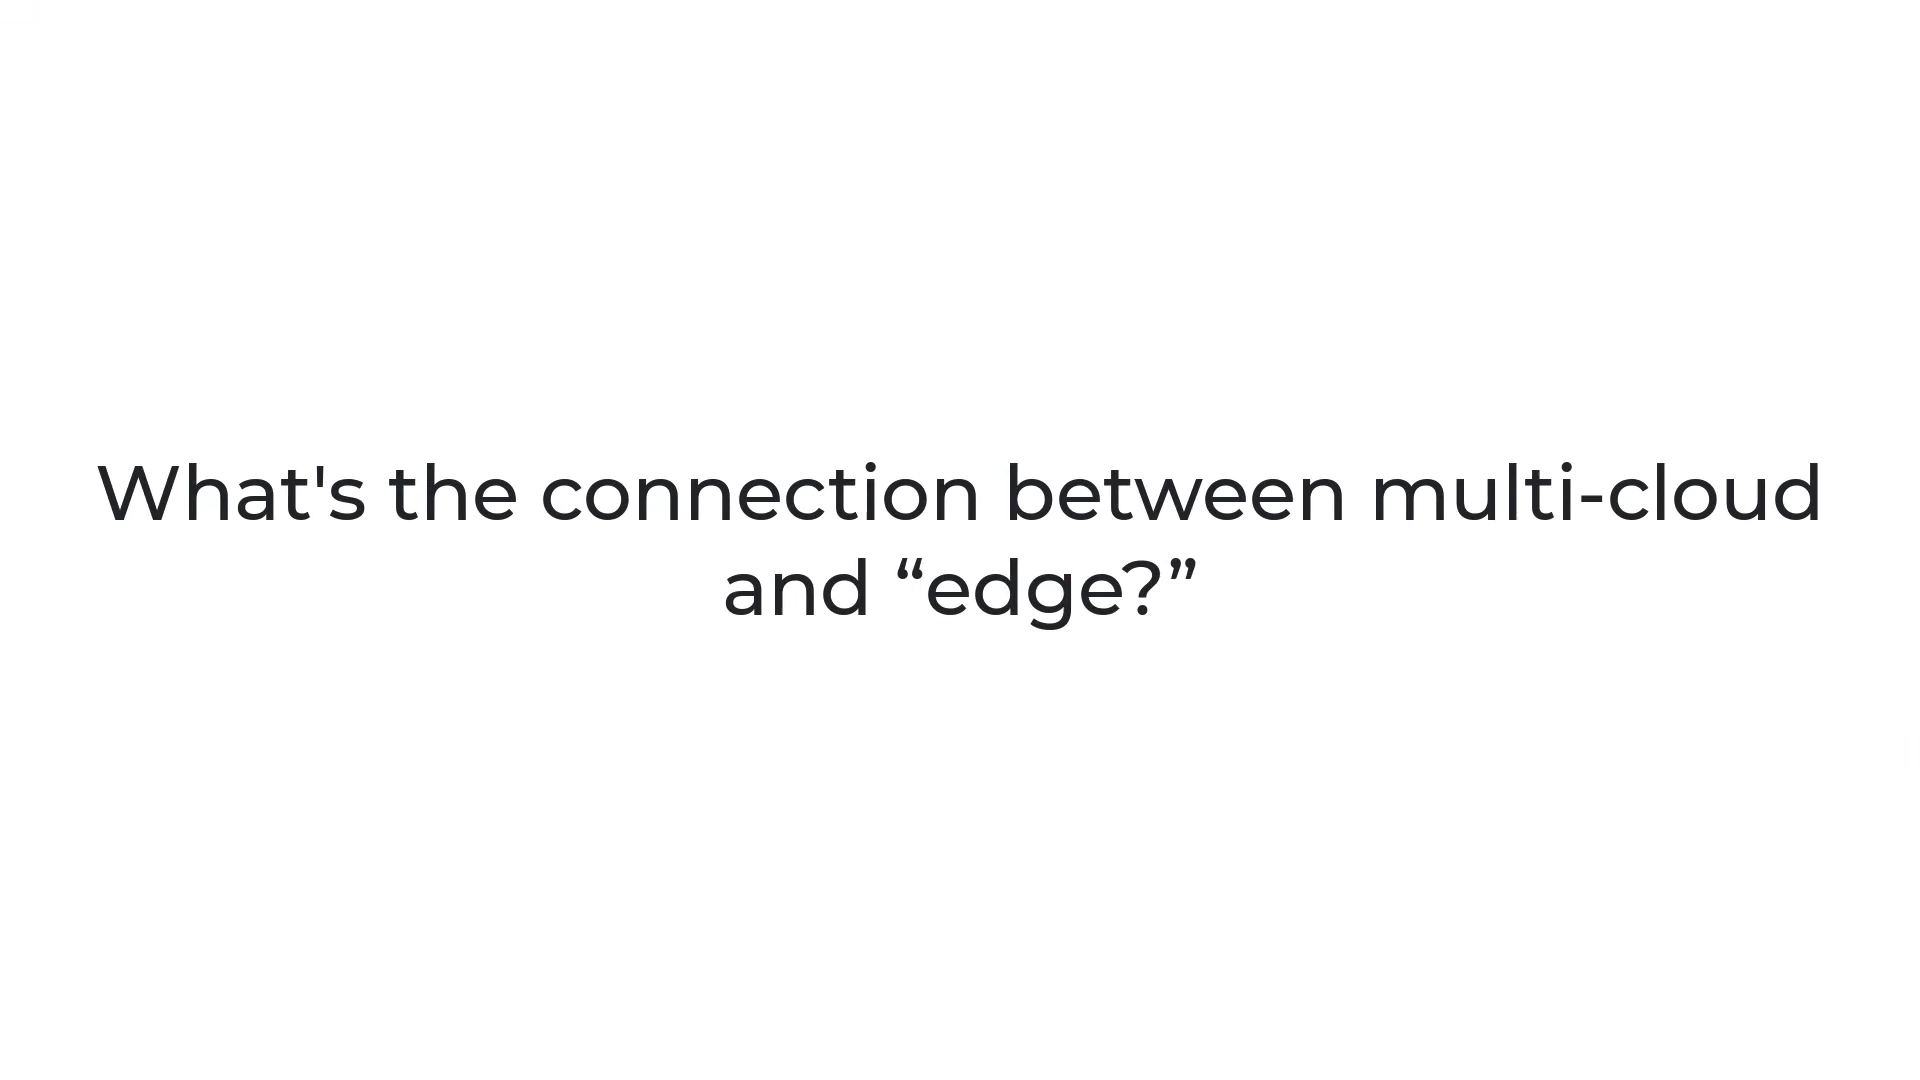 What's the connection between multi-cloud
and “edge?”